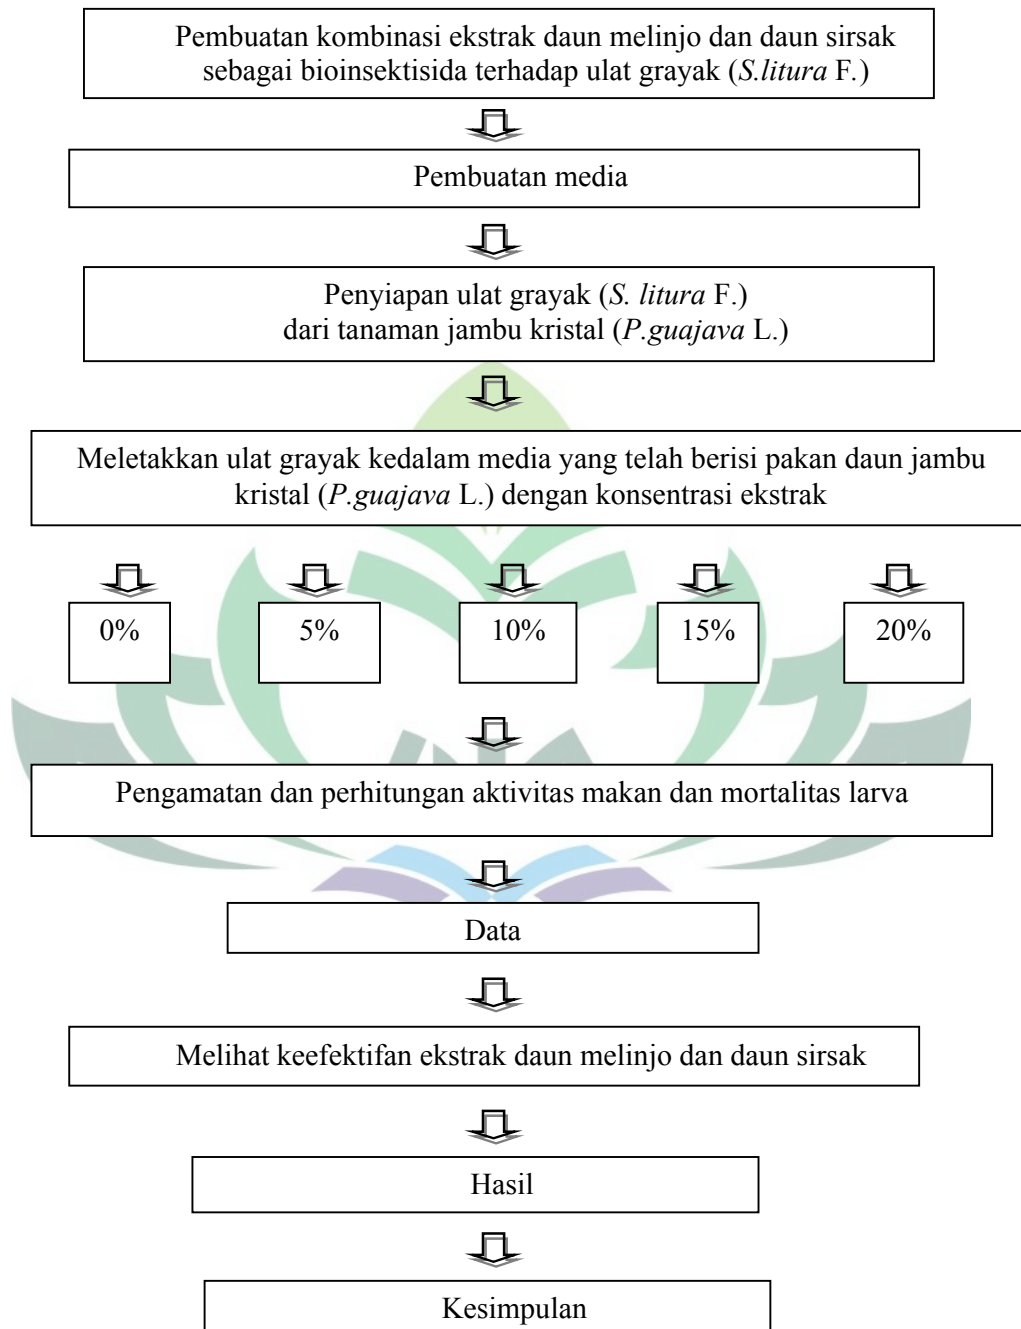 Pembuatan kombinasi ekstrak daun melinjo dan daun sirsak
sebagai bioinsektisida terhadap ulat grayak (S.litura F.)
Pembuatan media
Penyiapan ulat grayak (S. litura F.)
dari tanaman jambu kristal (P.guajava L.)
Meletakkan ulat grayak kedalam media yang telah berisi pakan daun jambu
kristal (P.guajava L.) dengan konsentrasi ekstrak
0%
5%
10%
15%
20%
Pengamatan dan perhitungan aktivitas makan dan mortalitas larva
Data
Melihat keefektifan ekstrak daun melinjo dan daun sirsak
Hasil
Kesimpulan